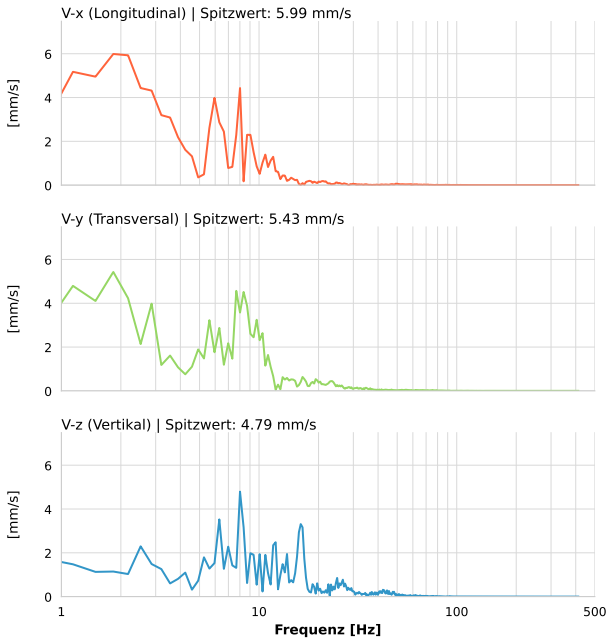 V-x (Longitudinal) | Spitzwert: 5.99 mm/s
[mm/s]
6
4
2
0
V-y (Transversal) | Spitzwert: 5.43 mm/s
[mm/s]
6
4
2
0
V-z (Vertikal) | Spitzwert: 4.79 mm/s
[mm/s]
6
4
2
0
1 10 100 500
Frequenz [Hz]